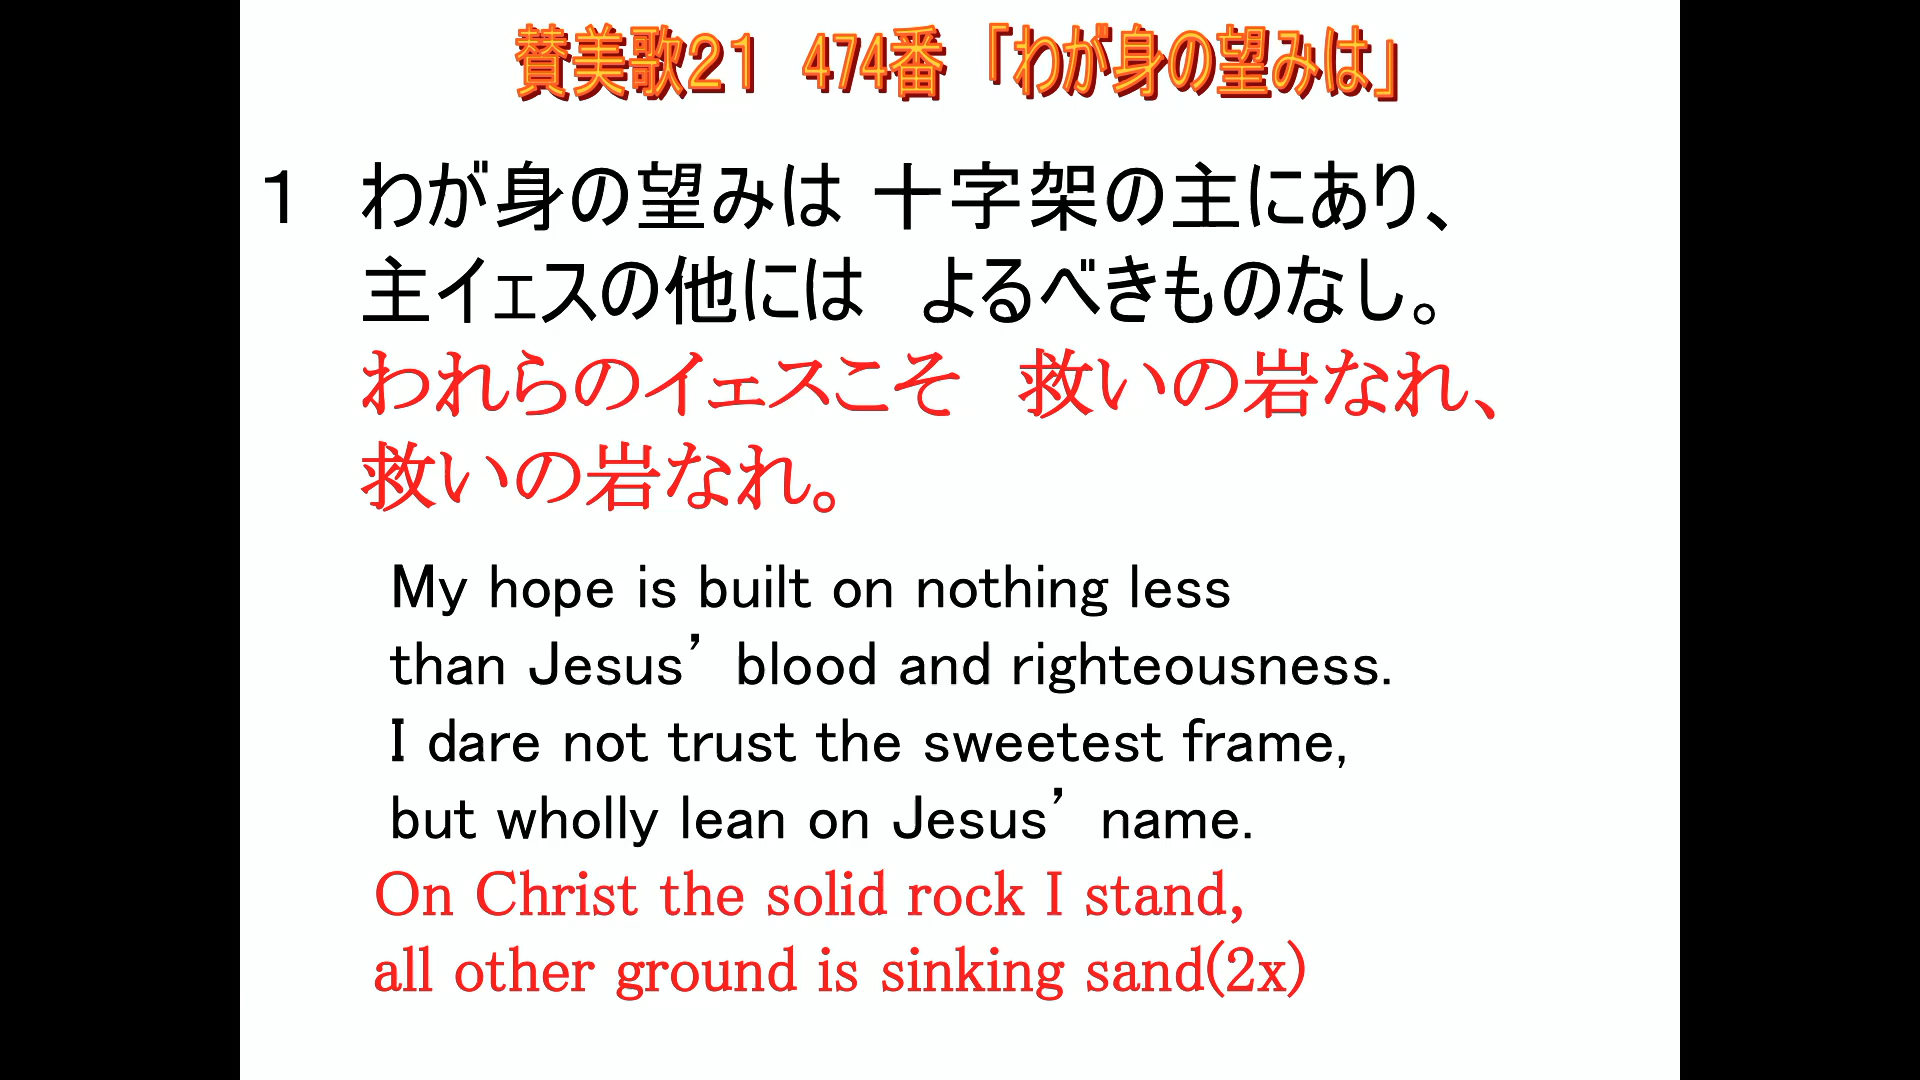 賛美歌21 474番 「わが身の望みは」
1 わが身の望みは 十字架の主にあり、
主イェスの他には よるべきものなし。
われらのイェスこそ 救いの岩なれ、
救いの岩なれ。
My hope is built on nothing less
than Jesus’ blood and righteousness.
I dare not trust the sweetest frame,
but wholly lean on Jesus’ name.
On Christ the solid rock I stand,
all other ground is sinking sand(2x)